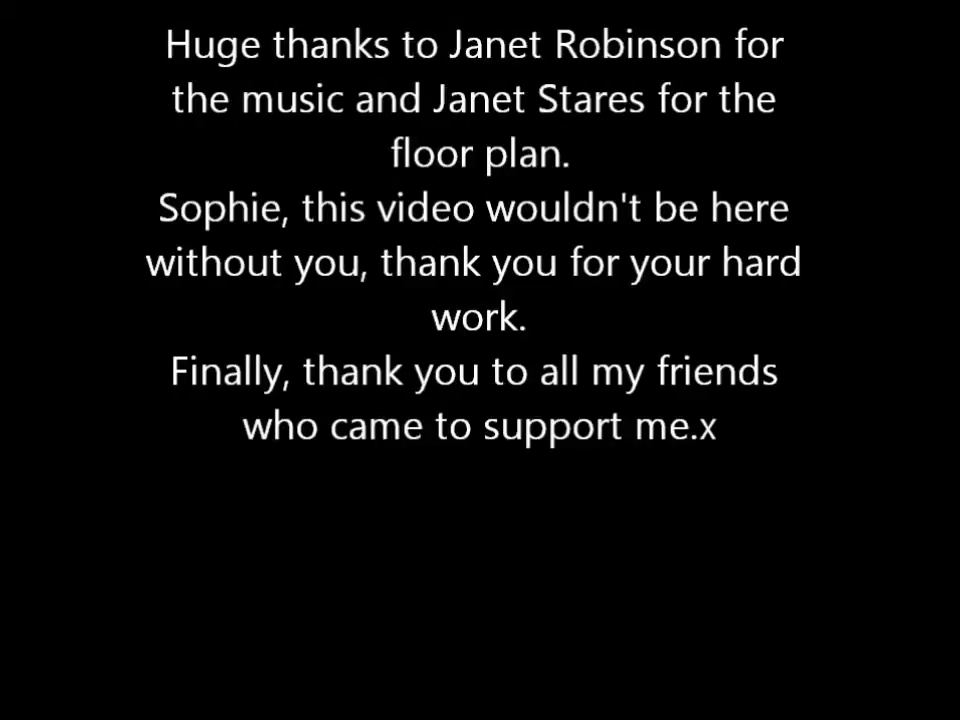 Huge thanks to Janet Robinson for
the music and Janet Stares for the
floor plan.
Sophie, this video wouldn't be here
without you, thank you for your hard
work.
Finally, thank you to all my friends
who came to support me.x